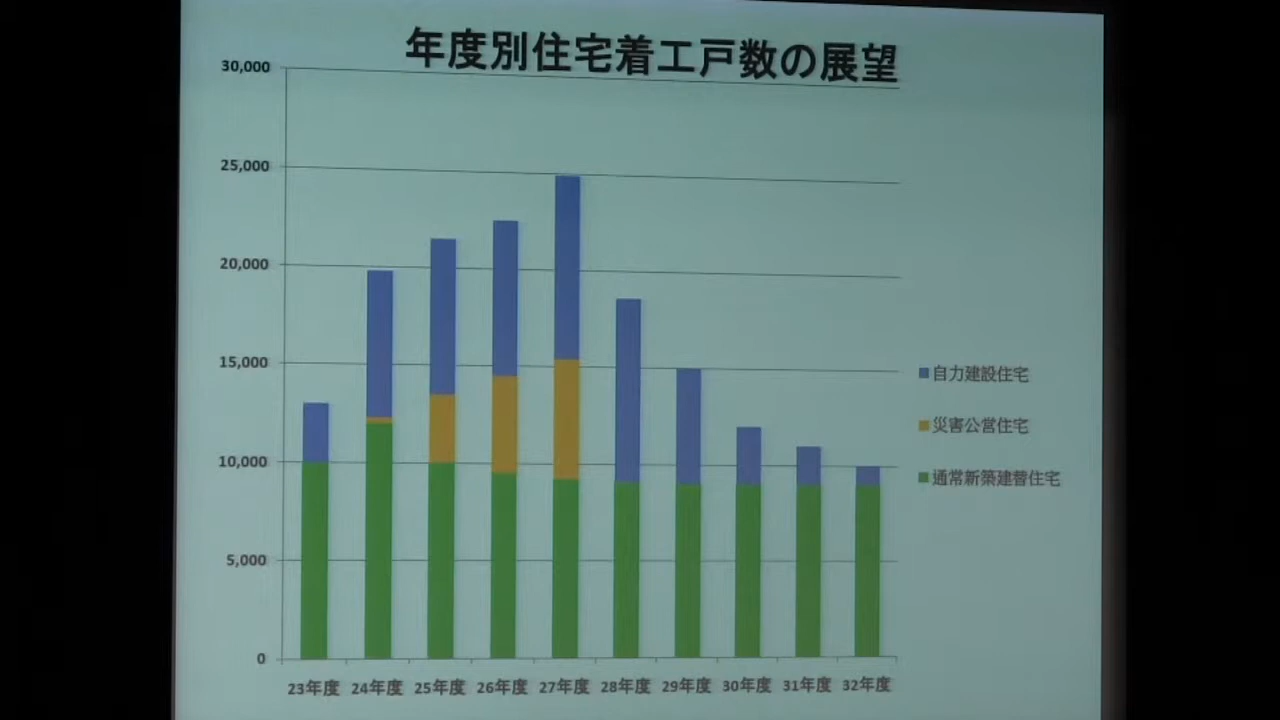 年度別住宅着工戸数の展望
30,000
25,000
20,000
15,000
10,000
5,000
0
23年度 24年度 25年度 26年度 27年度 28年度 29年度 30年度 31年度 32年度
自力建設住宅
災害公営住宅
通常新築建替住宅